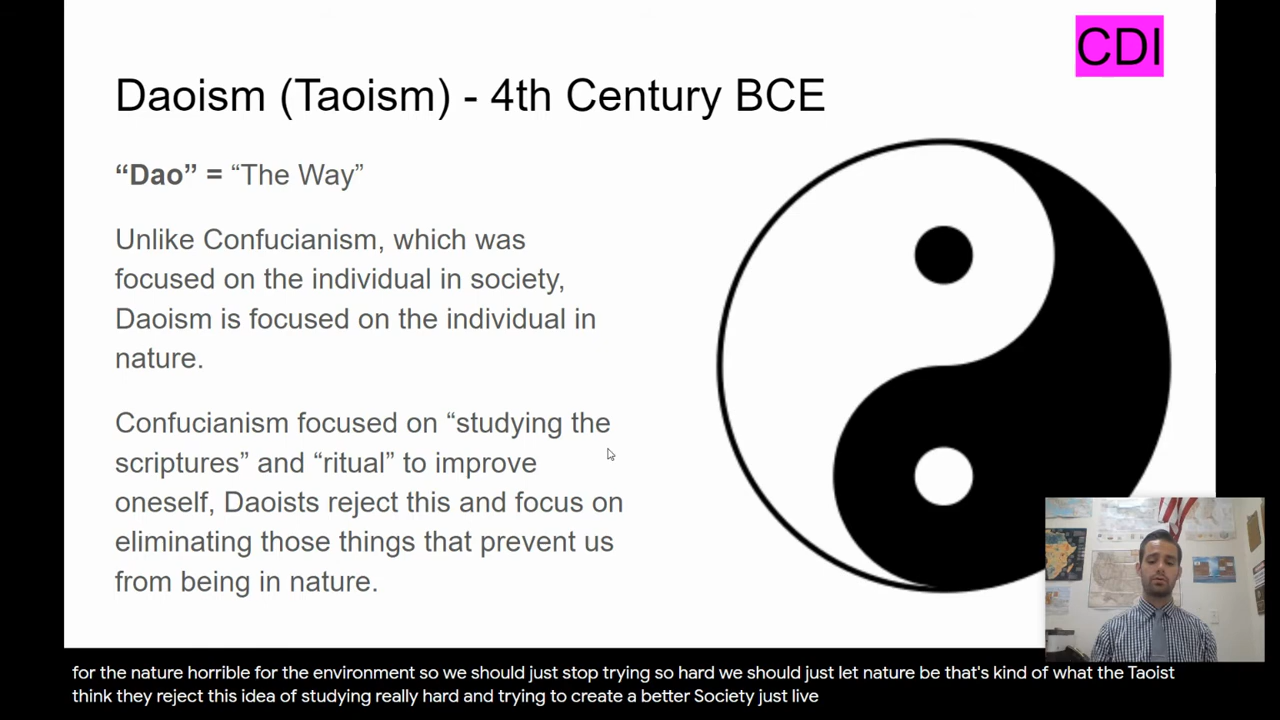 CDI
Daoism (Taoism) - 4th Century BCE
“Dao” = “The Way”
Unlike Confucianism, which was
focused on the individual in society,
Daoism is focused on the individual in
nature.
Confucianism focused on “studying the
scriptures” and “ritual” to improve
oneself, Daoists reject this and focus on
eliminating those things that prevent us
from being in nature.
for the nature horrible for the environment so we should just stop trying so hard we should just let nature be that's kind of what the Taoist
think they reject this idea of studying really hard and trying to create a better Society just live